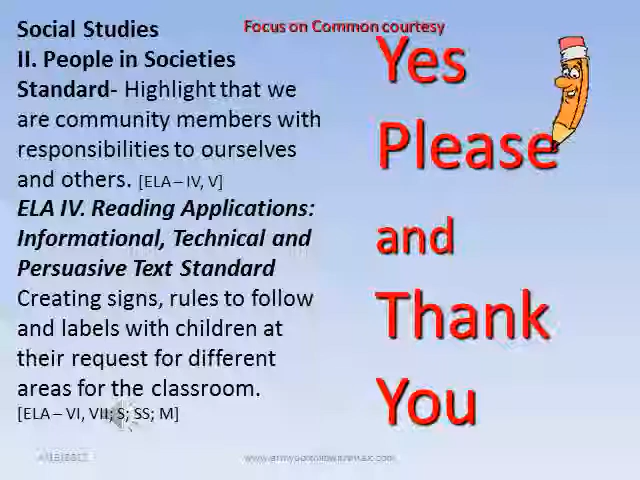 Focus on Common courtesy
Social Studies
II. People in Societies
Standard- Highlight that we
are community members with
responsibilities to ourselves
and others. [ELA – IV, V]
ELA IV. Reading Applications:
Informational, Technical and
Persuasive Text Standard
Creating signs, rules to follow
and labels with children at
their request for different
areas for the classroom.
[ELA – VI, VII; S; SS; M]
Yes
Please
and
Thank
You